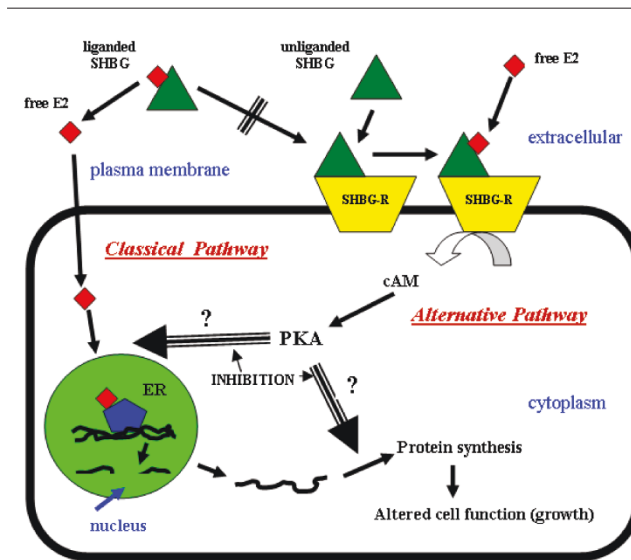 liganded
SHBG
unliganded
SHBG
free E2
free E2
extracellular
plasma membrane
SHBG-R
SHBG-R
Classical Pathway
cAM
Alternative Pathway
?
PKA
ER
INHIBITION
?
cytoplasm
Protein synthesis
nucleus
Altered cell function (growth)